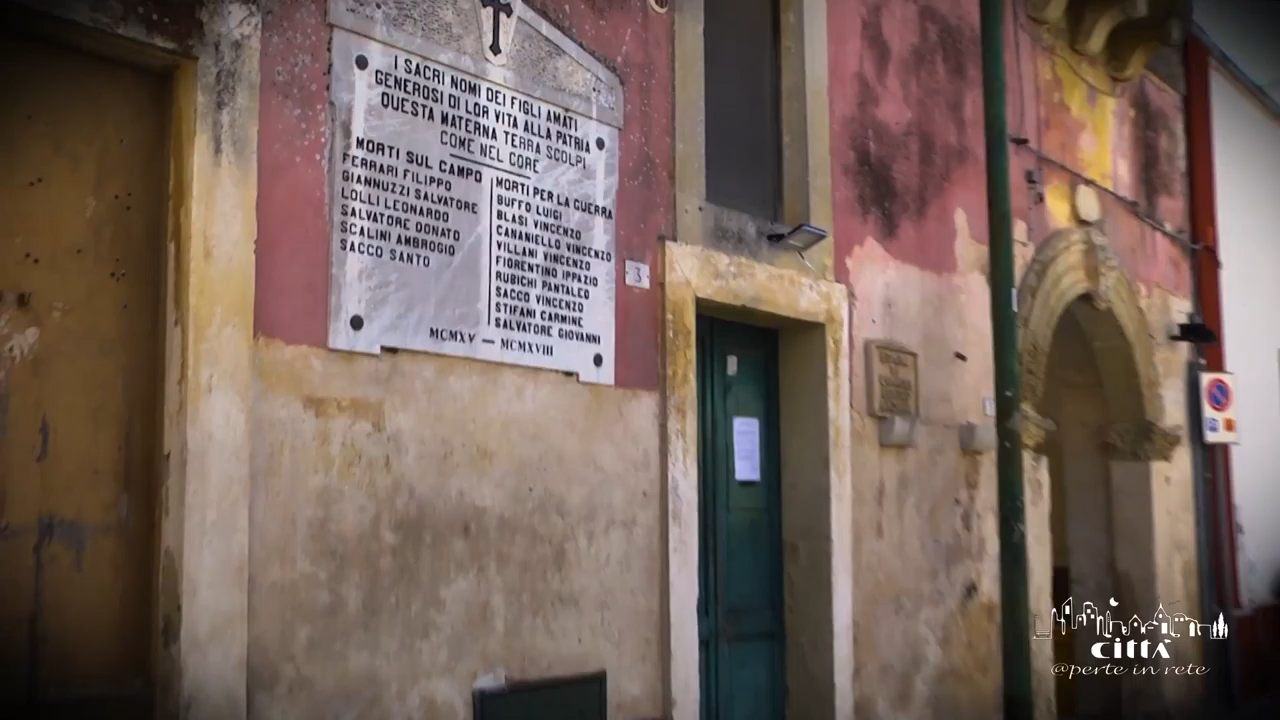 I SACRI NOMI DEI FIGLI AMATI
GENEROSI DI LOR VITA ALLA PATRIA
QUESTA MATERNA TERRA SCOLPI
COME NEL CORE
MORTI SUL CAMPO
FERRARI FILIPPO
GIANNUZZI SALVATORE
LOLLI LEONARDO
SALVATORE DONATO
SCALINI AMBROGIO
SACCO SANTO
MORTI PER LA GUERRA
BUFFO LUIGI
BLASI VINCENZO
CANANIELLO VINCENZO
VILLANI VINCENZO
FIORENTINO IPPAZIO
RUBICHI PANTALEO
SACCO VINCENZO
STIFANI CARMINE
SALVATORE GIOVANNI
MCMXV — MCMXVIII
3
CITTÀ
@perte in rete